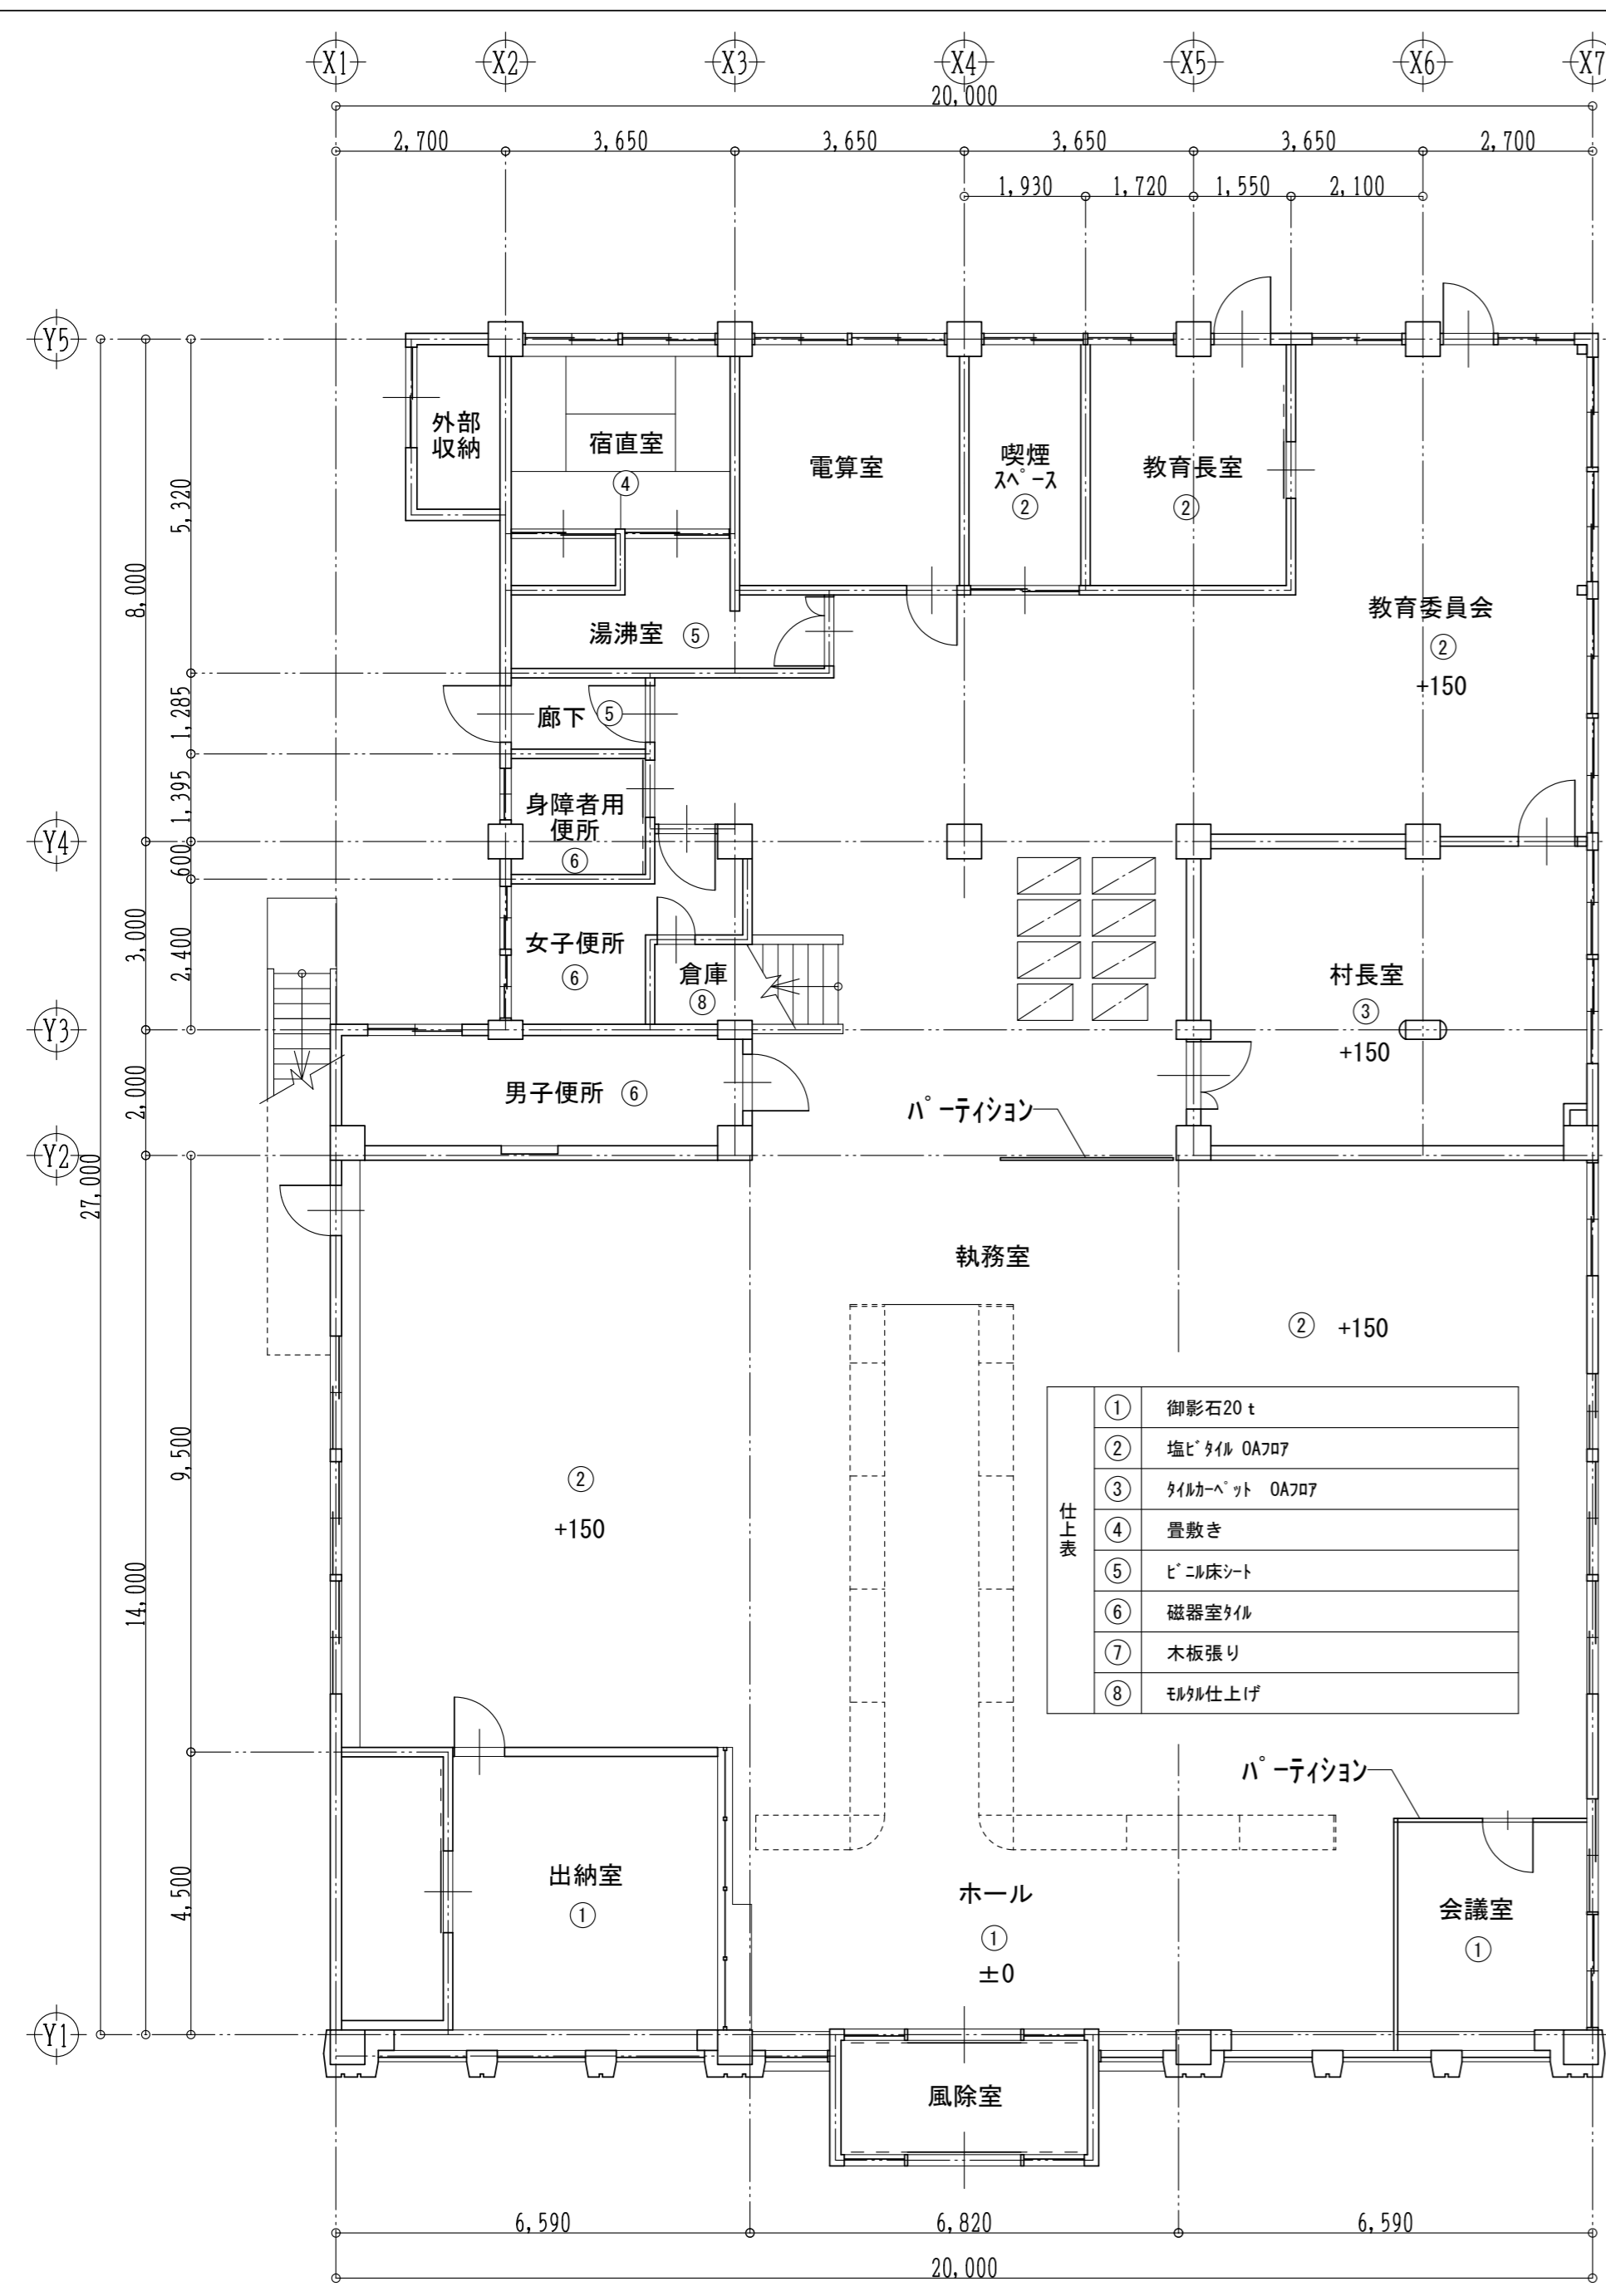 X1 X2 X3 X4 X5 X6 X7
20,000
2,700 3,650 3,650 3,650 3,650 2,700
1,930 1,720 1,550 2,100
Y5
外部
収納
宿直室
④
電算室
喫煙
スペース
②
教育長室
②
5,320
8,000
湯沸室 ⑤
教育委員会
②
+150
1,285
廊下 ⑤
1,395
身障者用
便所
⑥
Y4
600
3,000
2,400
女子便所
⑥
倉庫
⑧
村長室
③
+150
Y3
2,000
男子便所 ⑥
パーティション
Y2
27,000
執務室
② +150
9,500
②
+150
14,000
仕上表
① 御影石20ｔ
② 塩ビタイル OAフロア
③ タイルカーペット OAフロア
④ 畳敷き
⑤ ビニル床シート
⑥ 磁器室タイル
⑦ 木板張り
⑧ モルタル仕上げ
パーティション
4,500
出納室
①
ホール
①
±0
会議室
①
Y1
風除室
6,590 6,820 6,590
20,000